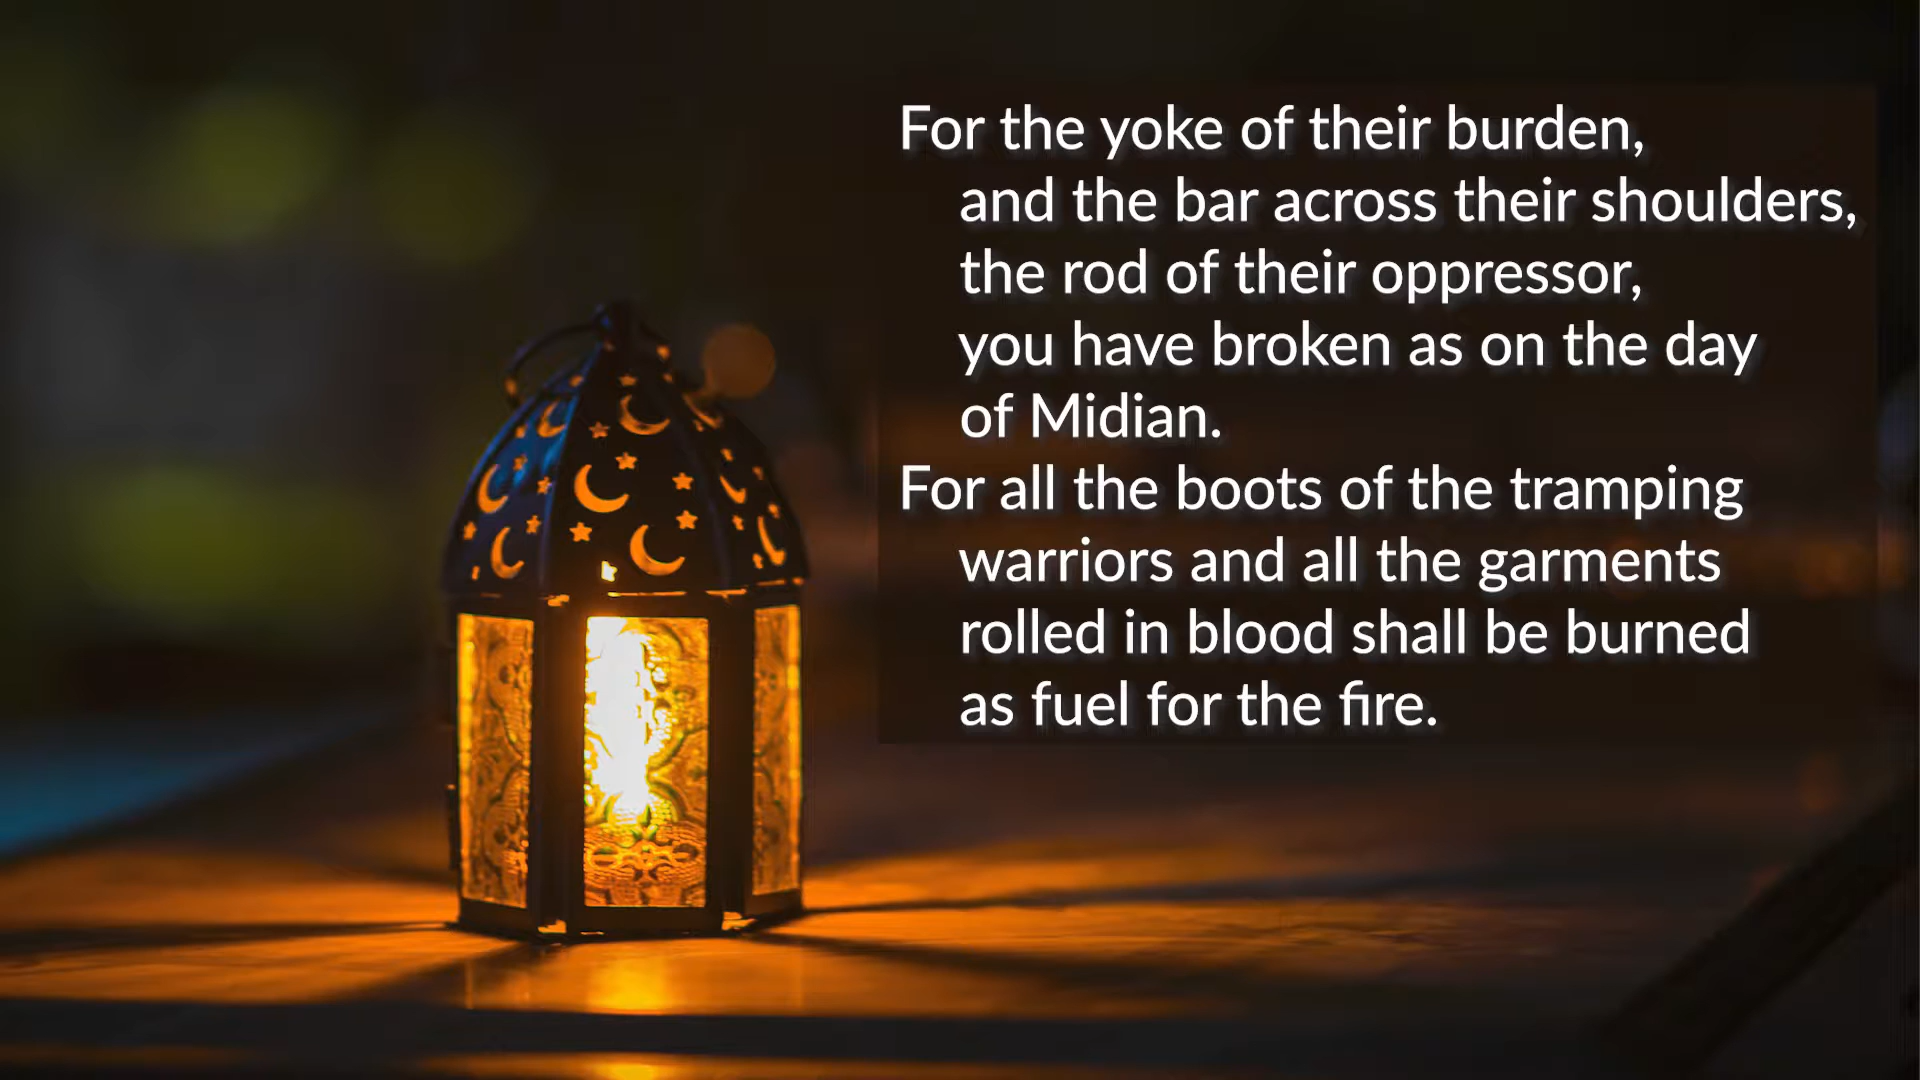 For the yoke of their burden,
and the bar across their shoulders,
the rod of their oppressor,
you have broken as on the day
of Midian.
For all the boots of the tramping
warriors and all the garments
rolled in blood shall be burned
as fuel for the fire.